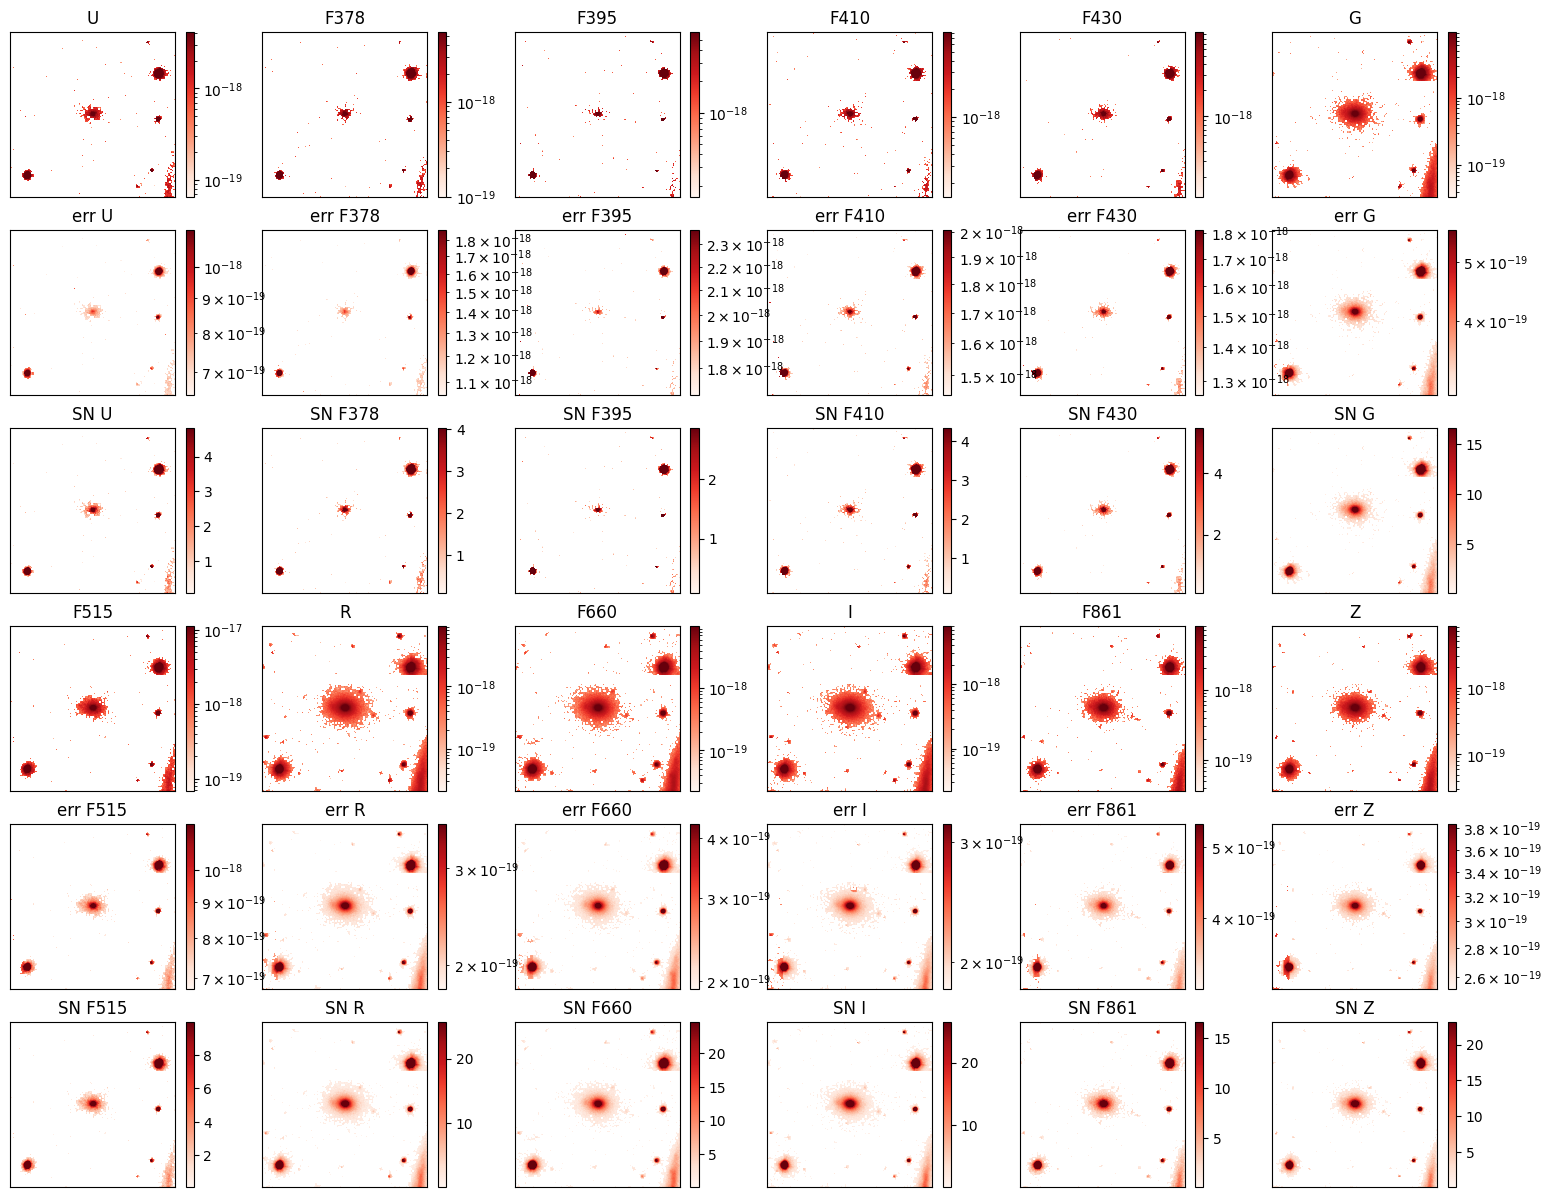 U F378 F395 F410 F430 G
10⁻¹⁸ 10⁻¹⁸ 10⁻¹⁸ 10⁻¹⁸ 10⁻¹⁸ 10⁻¹⁸
10⁻¹⁹ 10⁻¹⁹ 10⁻¹⁹
err U err F378 err F395 err F410 err F430 err G
10⁻¹⁸ 1.8 × 10⁻¹⁸ 2.3 × 10⁻¹⁸ 2 × 10⁻¹⁸ 1.8 × 10⁻¹⁸ 5 × 10⁻¹⁹
9 × 10⁻¹⁹ 1.7 × 10⁻¹⁸ 2.2 × 10⁻¹⁸ 1.9 × 10⁻¹⁸ 1.7 × 10⁻¹⁸ 4 × 10⁻¹⁹
8 × 10⁻¹⁹ 1.6 × 10⁻¹⁸ 2.1 × 10⁻¹⁸ 1.8 × 10⁻¹⁸ 1.6 × 10⁻¹⁸
7 × 10⁻¹⁹ 1.5 × 10⁻¹⁸ 2 × 10⁻¹⁸ 1.7 × 10⁻¹⁸ 1.5 × 10⁻¹⁸
1.4 × 10⁻¹⁸ 1.9 × 10⁻¹⁸ 1.6 × 10⁻¹⁸ 1.4 × 10⁻¹⁸
1.3 × 10⁻¹⁸ 1.8 × 10⁻¹⁸ 1.5 × 10⁻¹⁸ 1.3 × 10⁻¹⁸
1.2 × 10⁻¹⁸
1.1 × 10⁻¹⁸
SN U SN F378 SN F395 SN F410 SN F430 SN G
4 4 2 4 4 15
3 3 1 3 2 10
2 2 2 5
1 1 1
F515 R F660 I F861 Z
10⁻¹⁷ 10⁻¹⁸ 10⁻¹⁸ 10⁻¹⁸ 10⁻¹⁸ 10⁻¹⁸
10⁻¹⁸ 10⁻¹⁹ 10⁻¹⁹ 10⁻¹⁹ 10⁻¹⁹ 10⁻¹⁹
10⁻¹⁹
err F515 err R err F660 err I err F861 err Z
10⁻¹⁸ 3 × 10⁻¹⁹ 4 × 10⁻¹⁹ 3 × 10⁻¹⁹ 5 × 10⁻¹⁹ 3.8 × 10⁻¹⁹
9 × 10⁻¹⁹ 2 × 10⁻¹⁹ 3 × 10⁻¹⁹ 2 × 10⁻¹⁹ 4 × 10⁻¹⁹ 3.6 × 10⁻¹⁹
8 × 10⁻¹⁹ 2 × 10⁻¹⁹ 3.4 × 10⁻¹⁹
7 × 10⁻¹⁹ 3.2 × 10⁻¹⁹
3 × 10⁻¹⁹
2.8 × 10⁻¹⁹
2.6 × 10⁻¹⁹
SN F515 SN R SN F660 SN I SN F861 SN Z
8 20 20 20 15 20
6 10 15 10 10 15
4 10 5 10
2 5 5